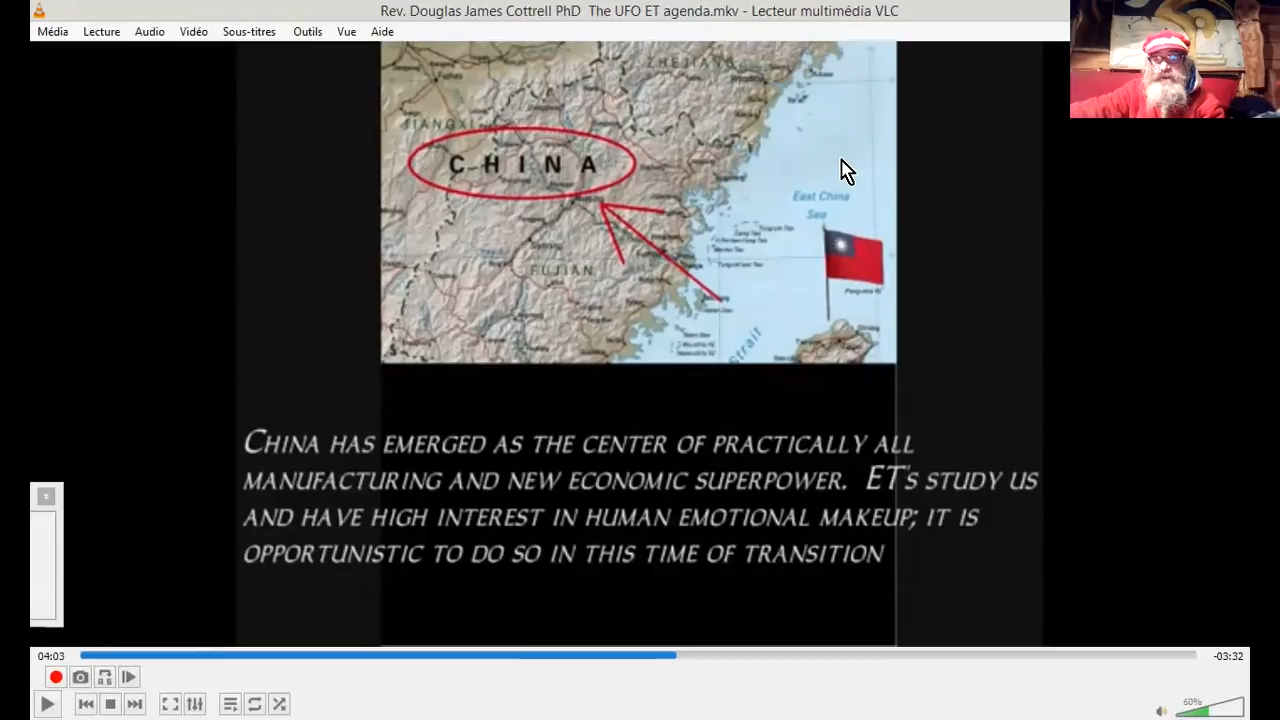 Rev. Douglas James Cottrell PhD The UFO ET agenda.mkv - Lecteur multimédia VLC
Média Lecture Audio Vidéo Sous-titres Outils Vue Aide
ZHEJIANG
JIANGXI
CHINA
East China
Sea
FUJIAN
strait
CHINA HAS EMERGED AS THE CENTER OF PRACTICALLY ALL
MANUFACTURING AND NEW ECONOMIC SUPERPOWER. ET'S STUDY US
AND HAVE HIGH INTEREST IN HUMAN EMOTIONAL MAKEUP; IT IS
OPPORTUNISTIC TO DO SO IN THIS TIME OF TRANSITION
x
04:03
-03:32
A B
60%